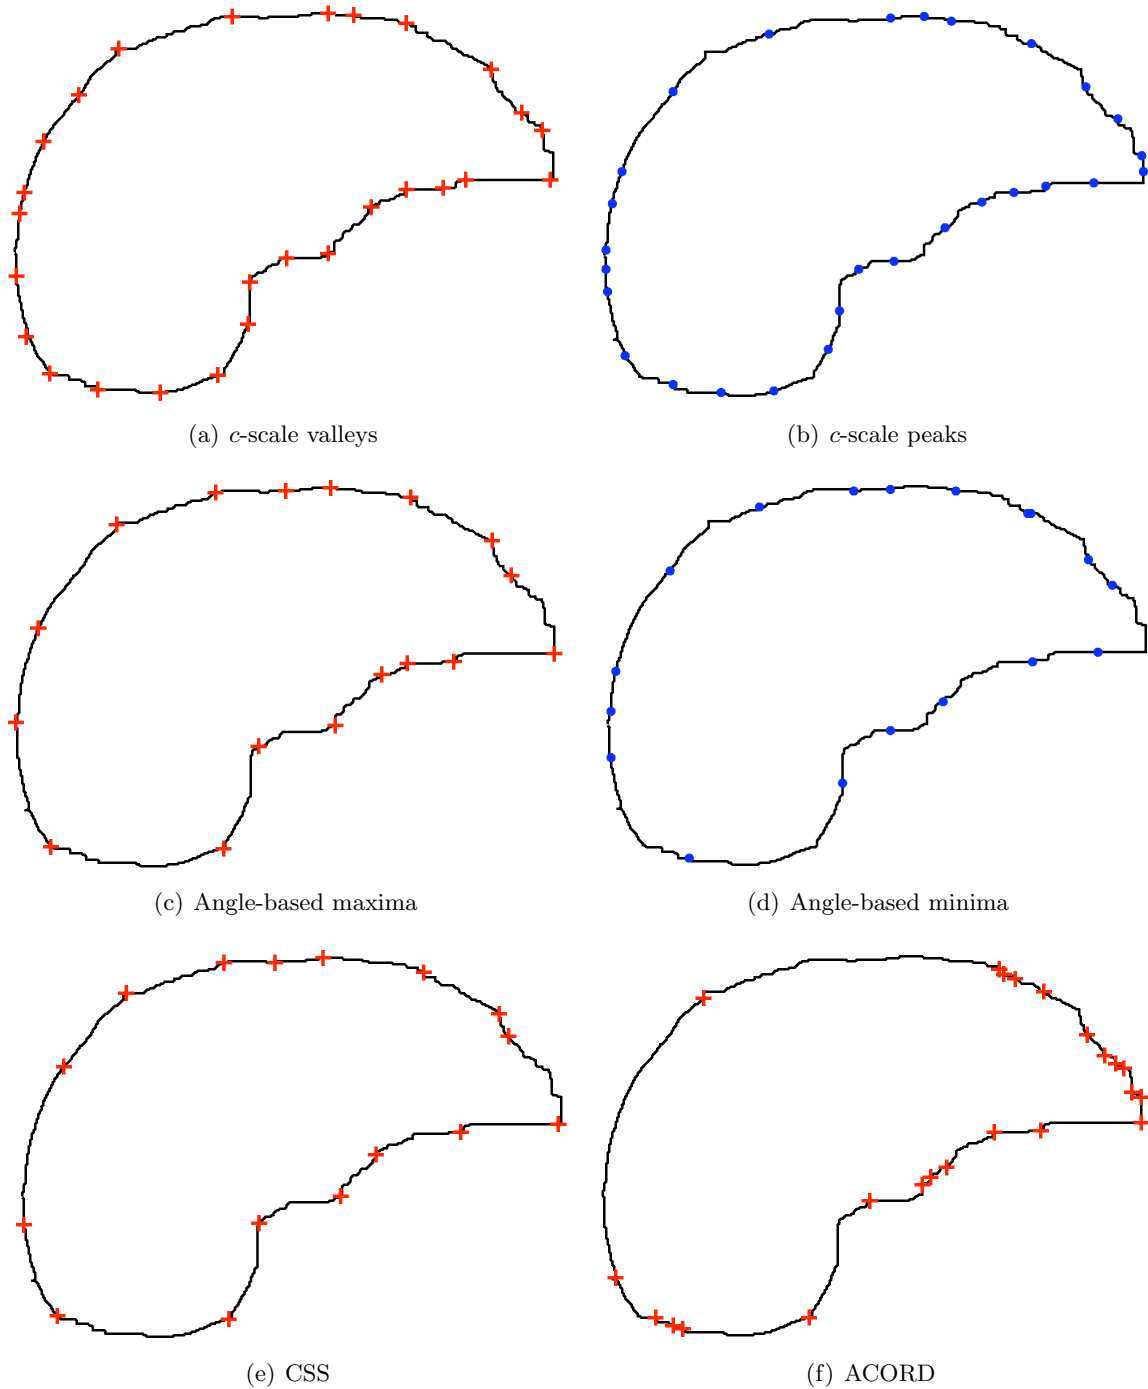 (a) c-scale valleys
(b) c-scale peaks
(c) Angle-based maxima
(d) Angle-based minima
(e) CSS
(f) ACORD